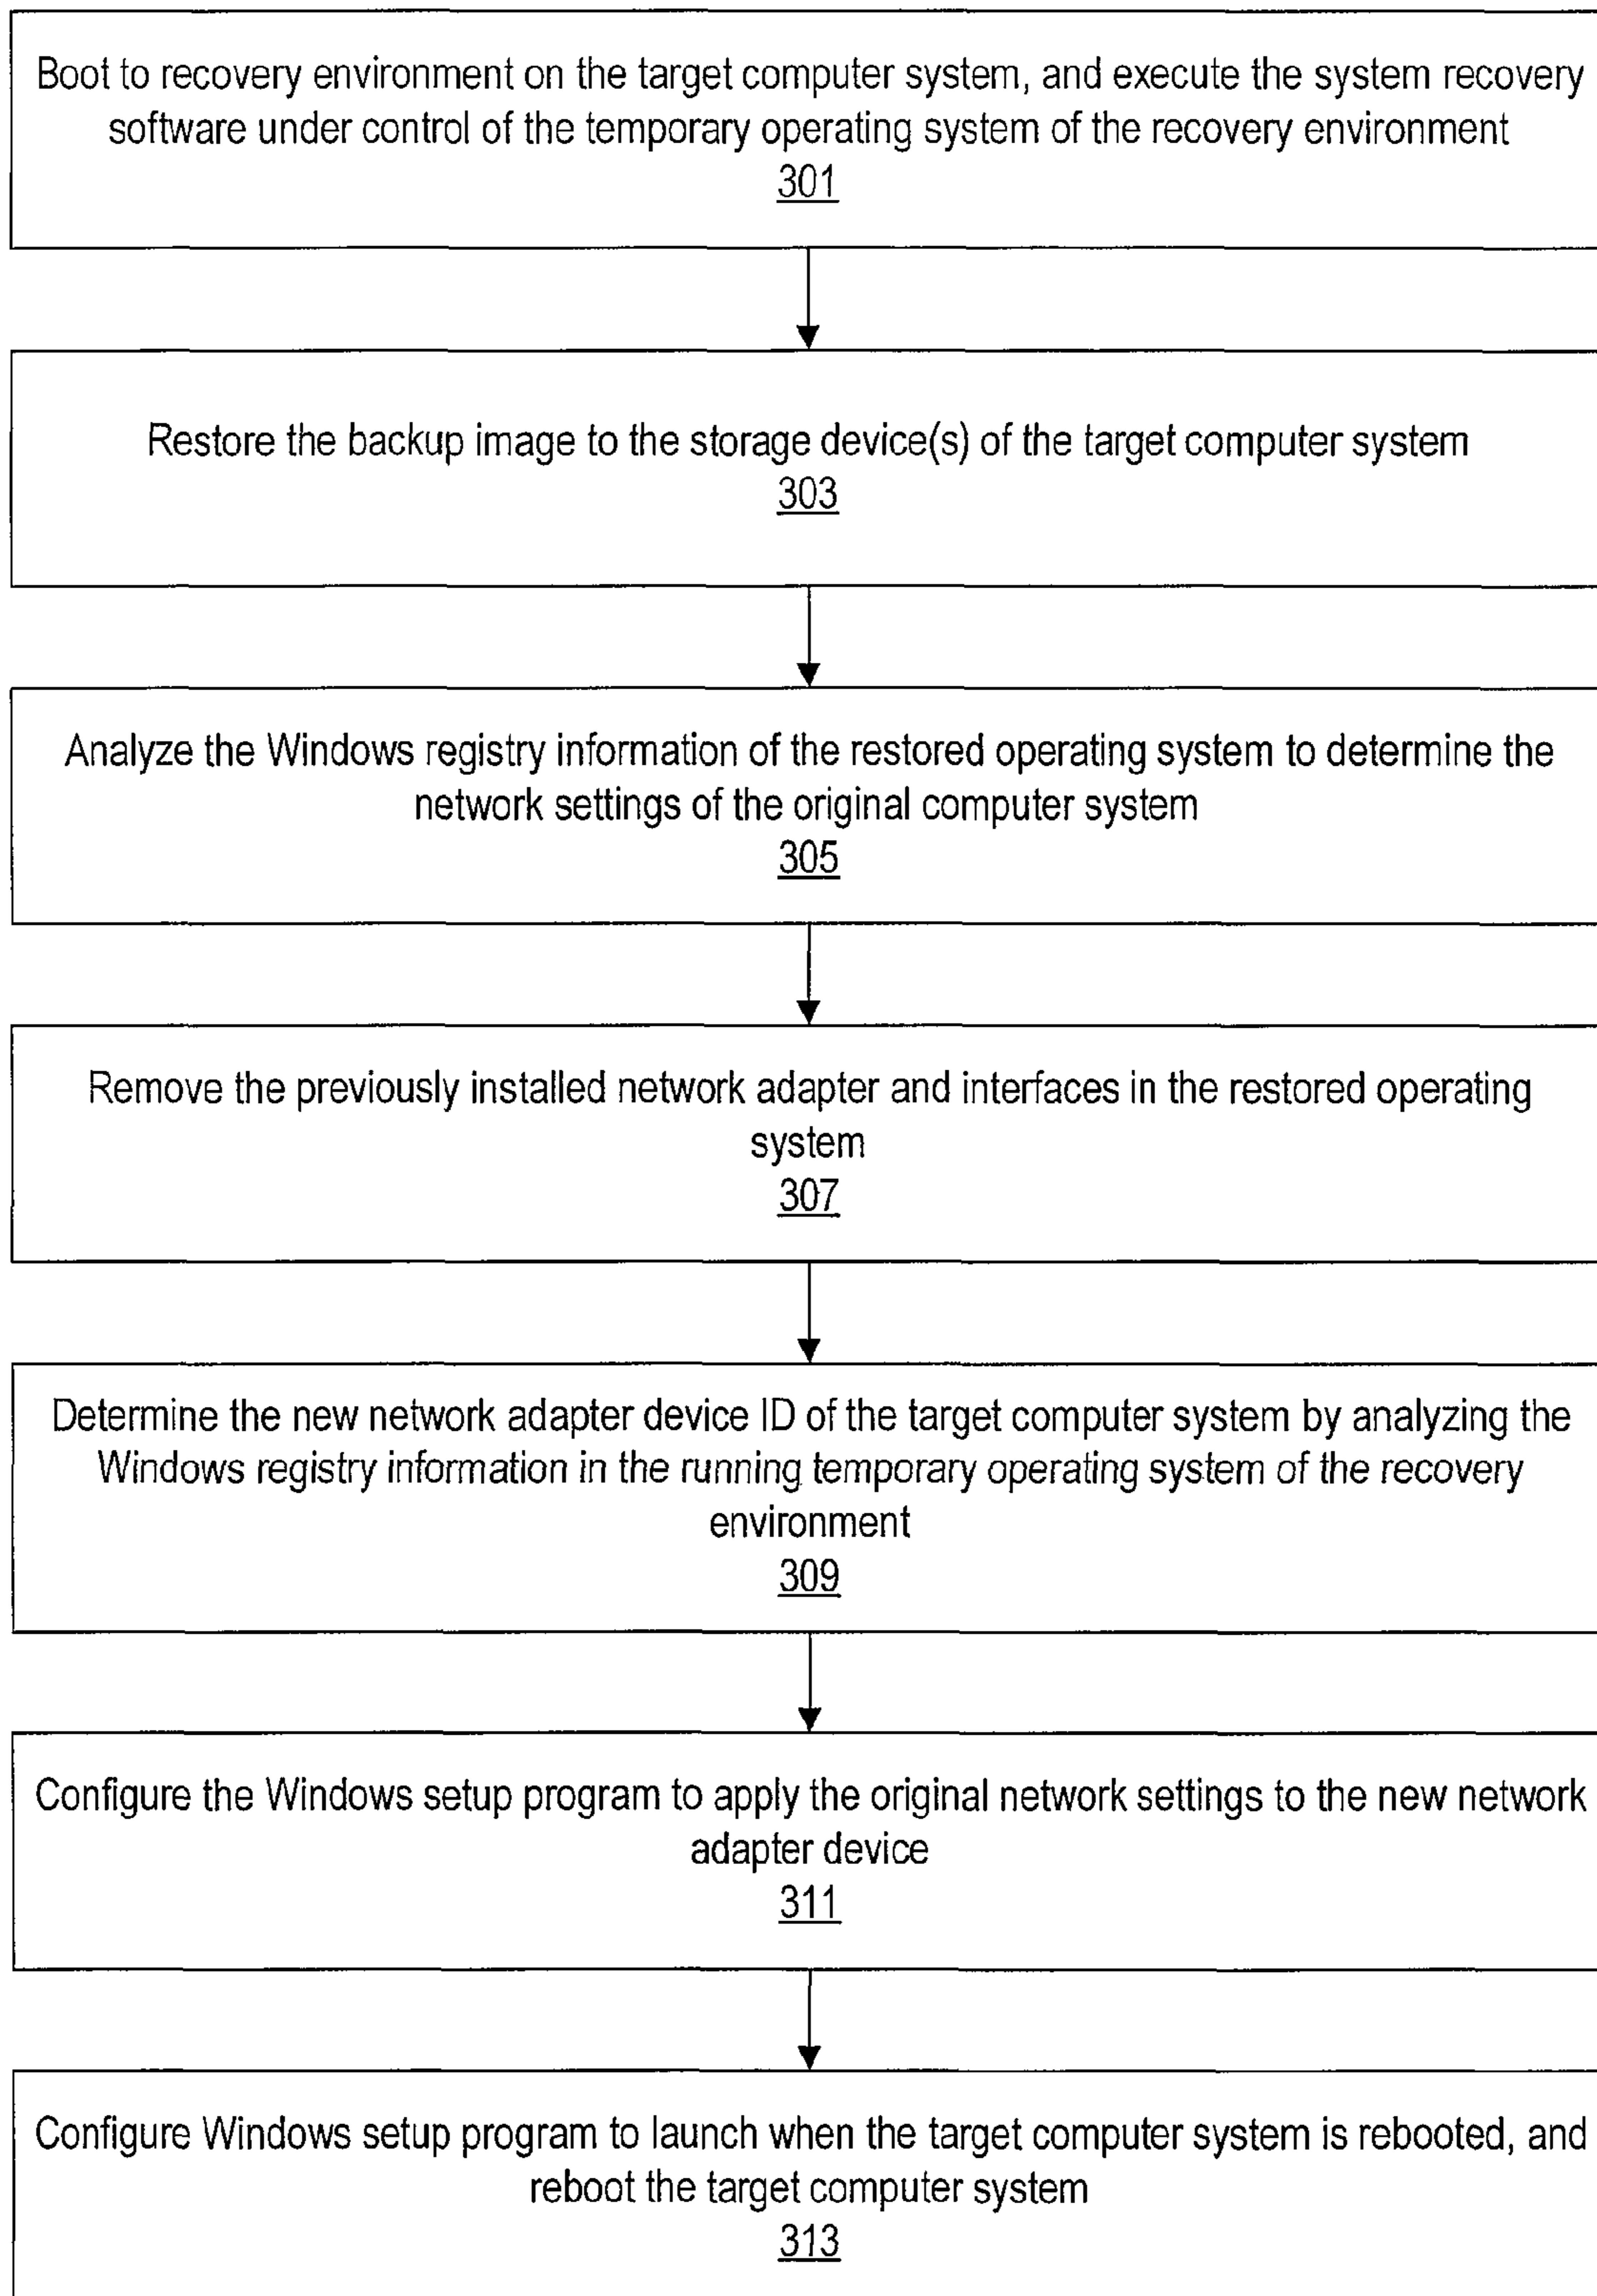 Boot to recovery environment on the target computer system, and execute the system recovery
software under control of the temporary operating system of the recovery environment
301
Restore the backup image to the storage device(s) of the target computer system
303
Analyze the Windows registry information of the restored operating system to determine the
network settings of the original computer system
305
Remove the previously installed network adapter and interfaces in the restored operating
system
307
Determine the new network adapter device ID of the target computer system by analyzing the
Windows registry information in the running temporary operating system of the recovery
environment
309
Configure the Windows setup program to apply the original network settings to the new network
adapter device
311
Configure Windows setup program to launch when the target computer system is rebooted, and
reboot the target computer system
313